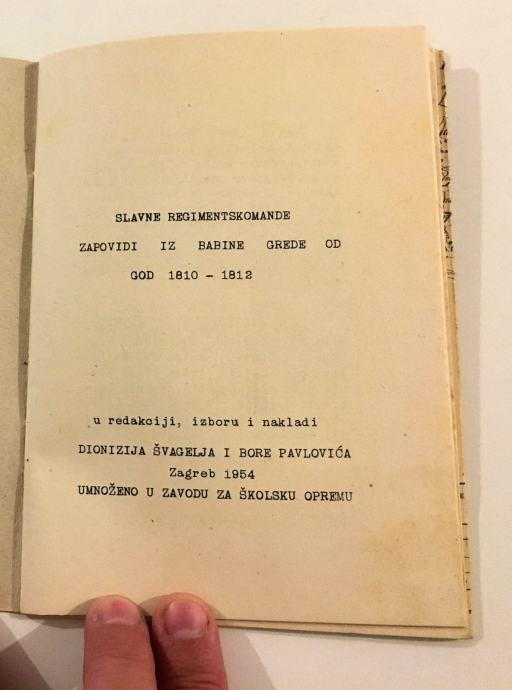 SLAVNE REGIMENTSKOMANDE
ZAPOVIDI IZ BABINE GREDE OD
GOD 1810 - 1812
u redakciji, izboru i nakladi
DIONIZIJA ŠVAGELJA I BORE PAVLOVIĆA
Zagreb 1954
UMNOŽENO U ZAVODU ZA ŠKOLSKU OPREMU